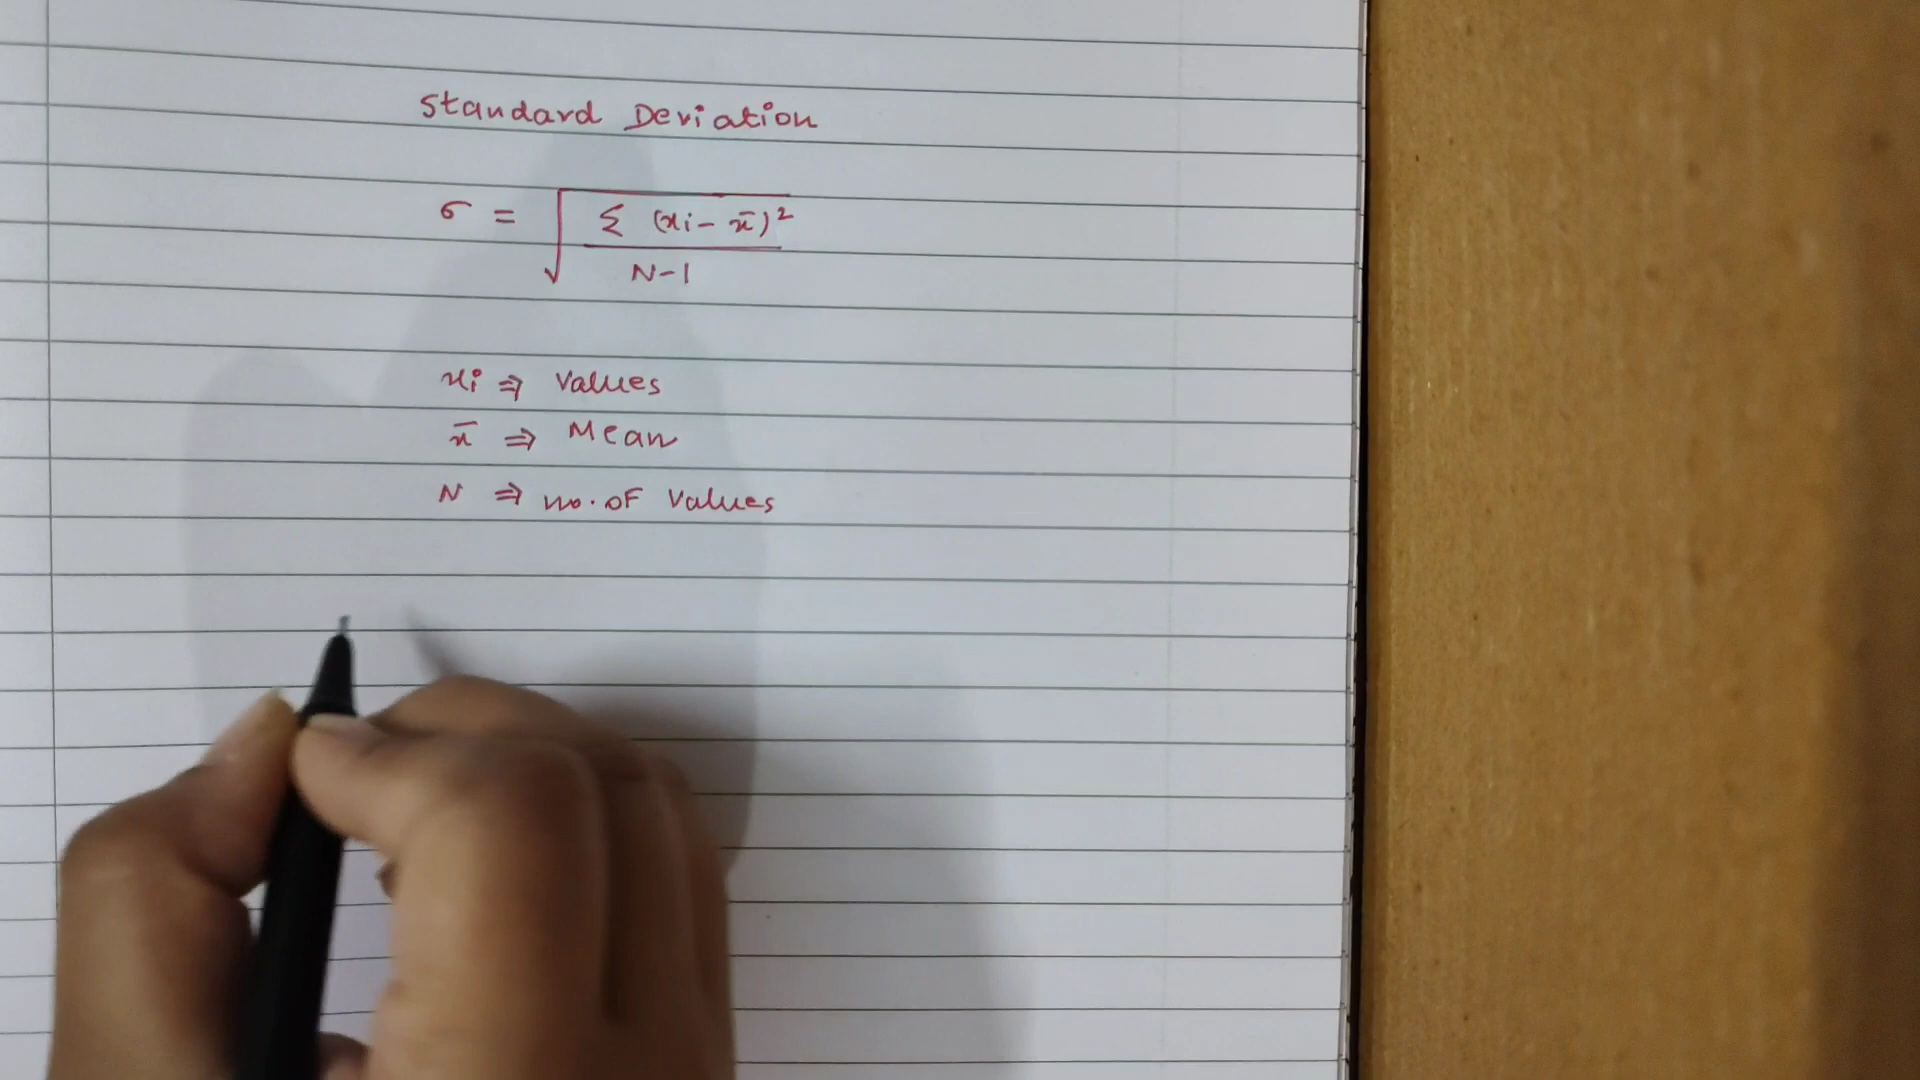 Standard Deviation
σ = √ Σ (xi - x̄)² / N-1
xi ⇒ Values
x̄ ⇒ Mean
N ⇒ no. of Values